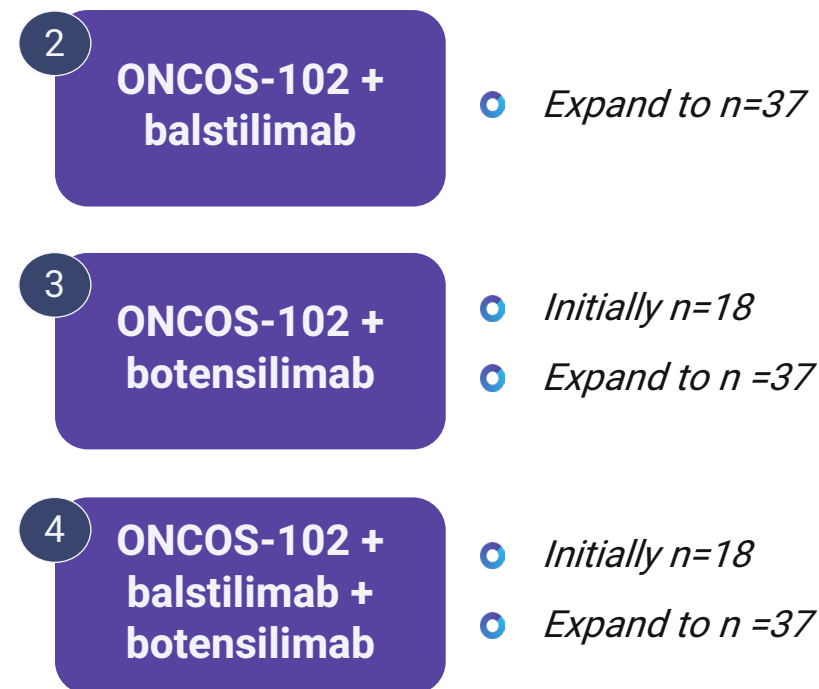 2
ONCOS-102 +
balstilimab
Expand to n=37
3
ONCOS-102 +
botensilimab
Initially n=18
Expand to n =37
4
ONCOS-102 +
balstilimab +
botensilimab
Initially n=18
Expand to n =37